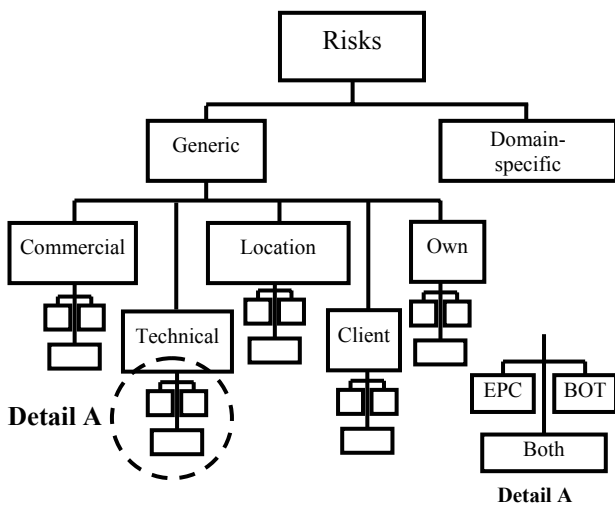 Risks
Generic
Domain-
specific
Commercial
Location
Own
Technical
Client
Detail A
EPC
BOT
Both
Detail A